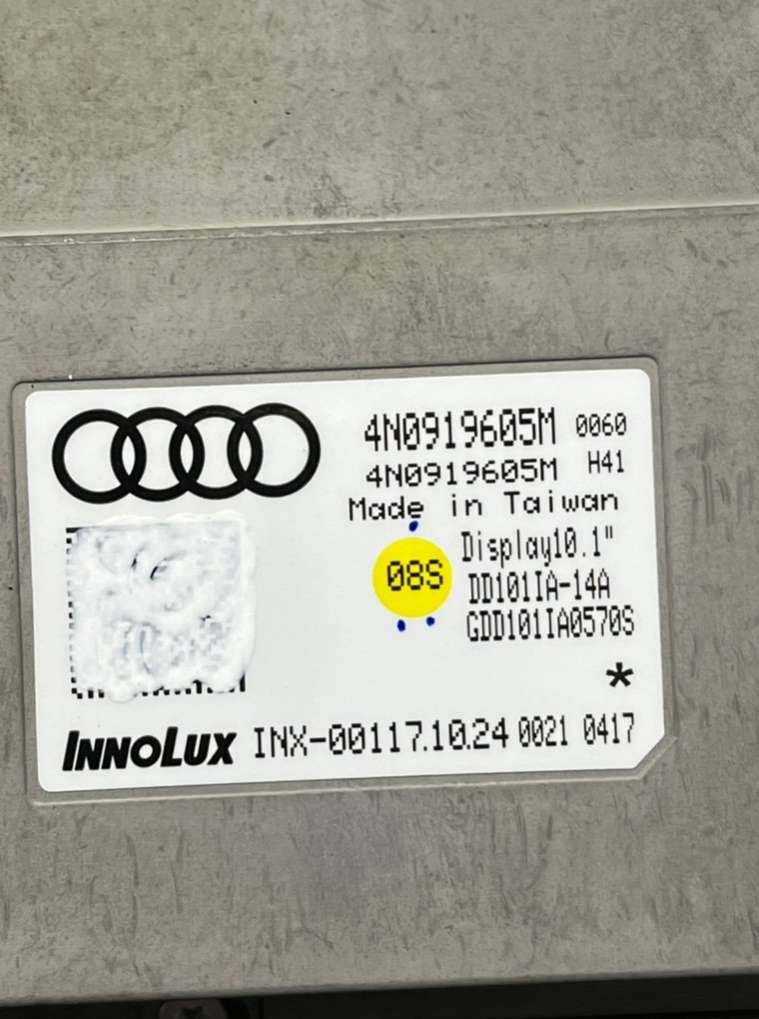 4N0919605M 0060
4N0919605M H41
Made in Taiwan
Display10.1"
08S
DD101IA-14A
GDD101IA0570S
*
INNOLUX INX-00117.10.24 0021 0417